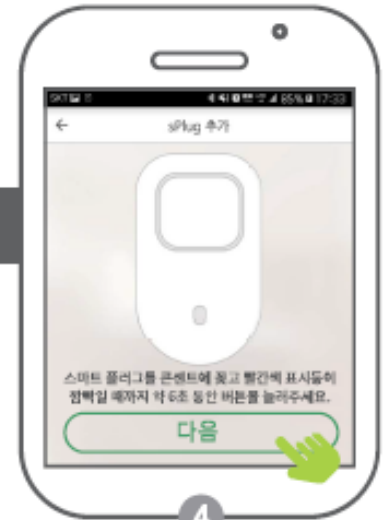 SKT 85% 17:33
← sPlug 추가
스마트 플러그를 콘센트에 꽂고 빨간색 표시등이
깜빡일 때까지 약 6초 동안 버튼을 눌러주세요.
다음
4